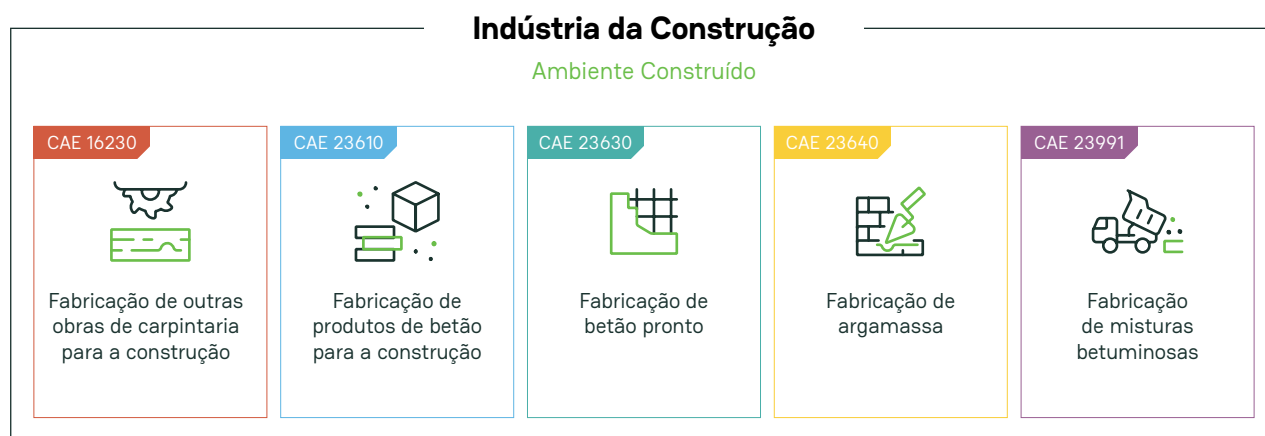 Indústria da Construção
Ambiente Construído
CAE 16230
Fabricação de outras
obras de carpintaria
para a construção
CAE 23610
Fabricação de
produtos de betão
para a construção
CAE 23630
Fabricação de
betão pronto
CAE 23640
Fabricação de
argamassa
CAE 23991
Fabricação
de misturas
betuminosas